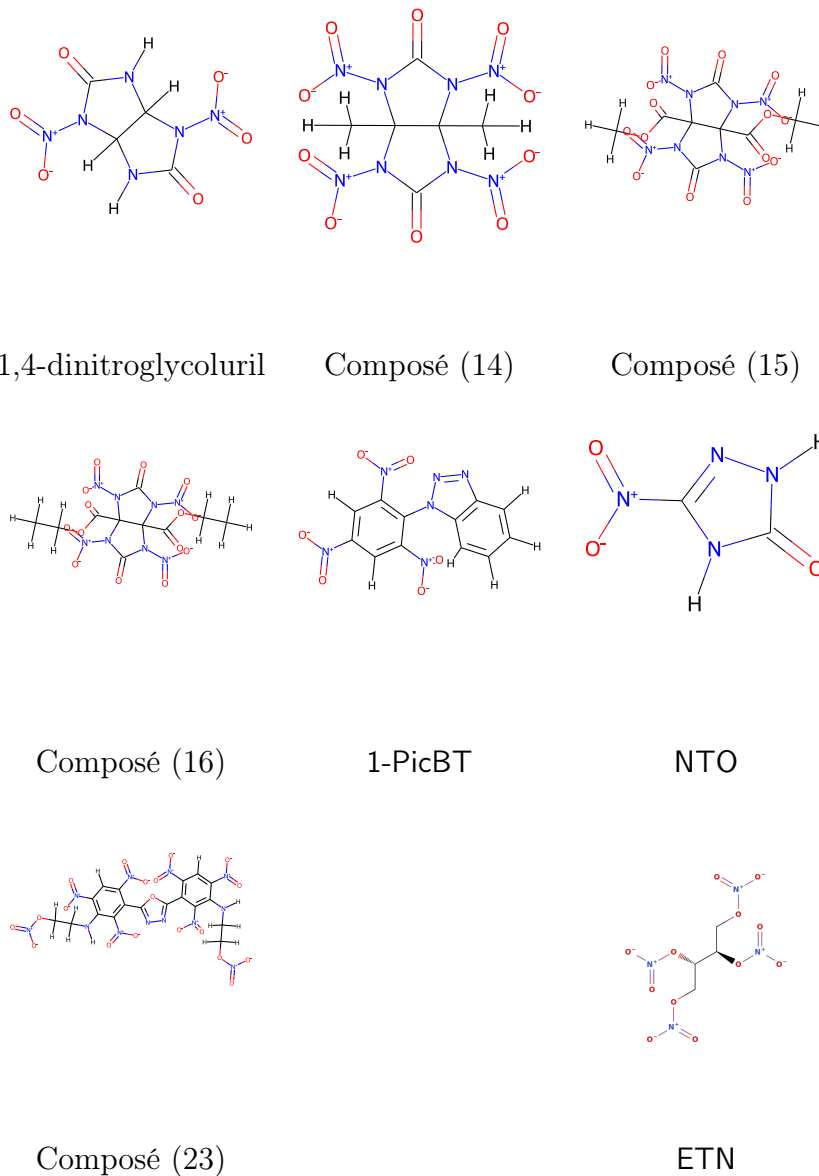 1,4-dinitroglycoluril Composé (14) Composé (15)
Composé (16) 1-PicBT NTO
Composé (23) ETN